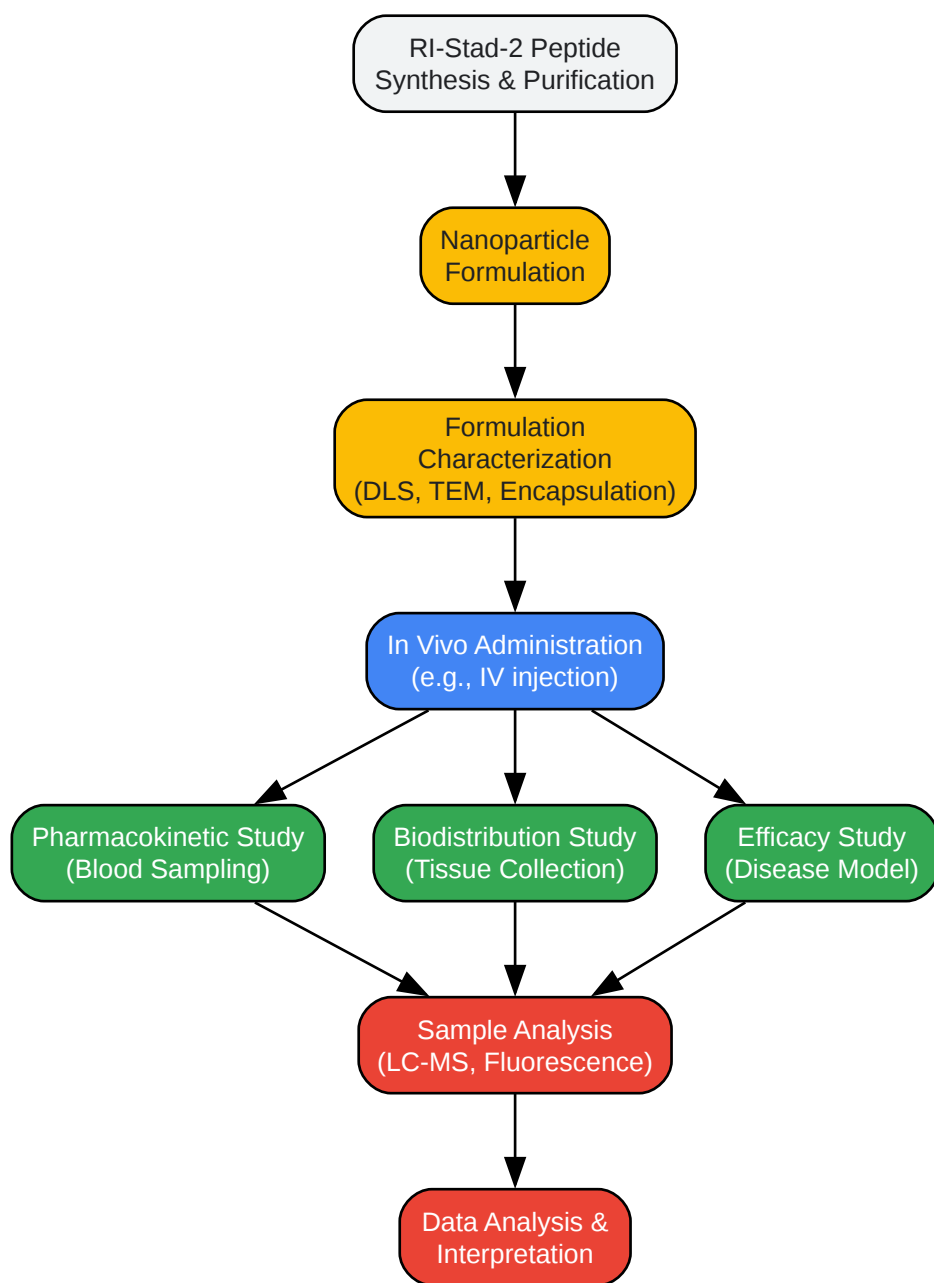 RI-Stad-2 Peptide
Synthesis & Purification
Nanoparticle
Formulation
Formulation
Characterization
(DLS, TEM, Encapsulation)
In Vivo Administration
(e.g., IV injection)
Pharmacokinetic Study
(Blood Sampling)
Biodistribution Study
(Tissue Collection)
Efficacy Study
(Disease Model)
Sample Analysis
(LC-MS, Fluorescence)
Data Analysis &
Interpretation